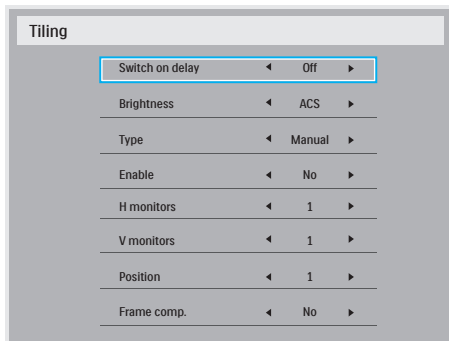 Tiling
Switch on delay Off
Brightness ACS
Type Manual
Enable No
H monitors 1
V monitors 1
Position 1
Frame comp. No